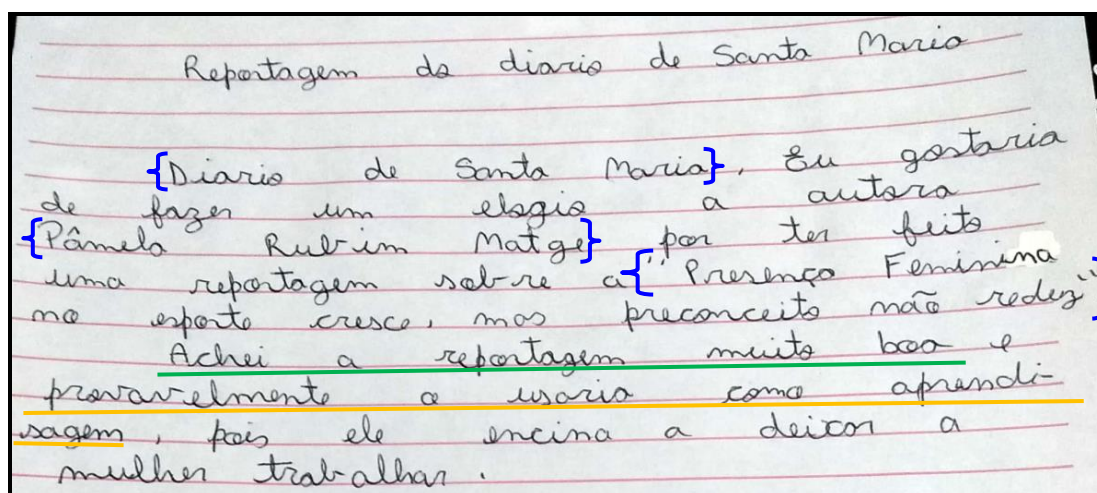 Reportagem do diario de Santa Maria
{Diario de Santa Maria}, Eu gostaria
de fazer um elogio a autora
{Pâmela Rubim Matge} por ter feito
uma reportagem sobre a {"Presença Feminina
no esporte cresce, mas preconceito não redez"}
Achei a reportagem muito boa e
provavelmente a usaria como aprendi-
sagem, pois ele encina a deixar a
mulher trabalhar.